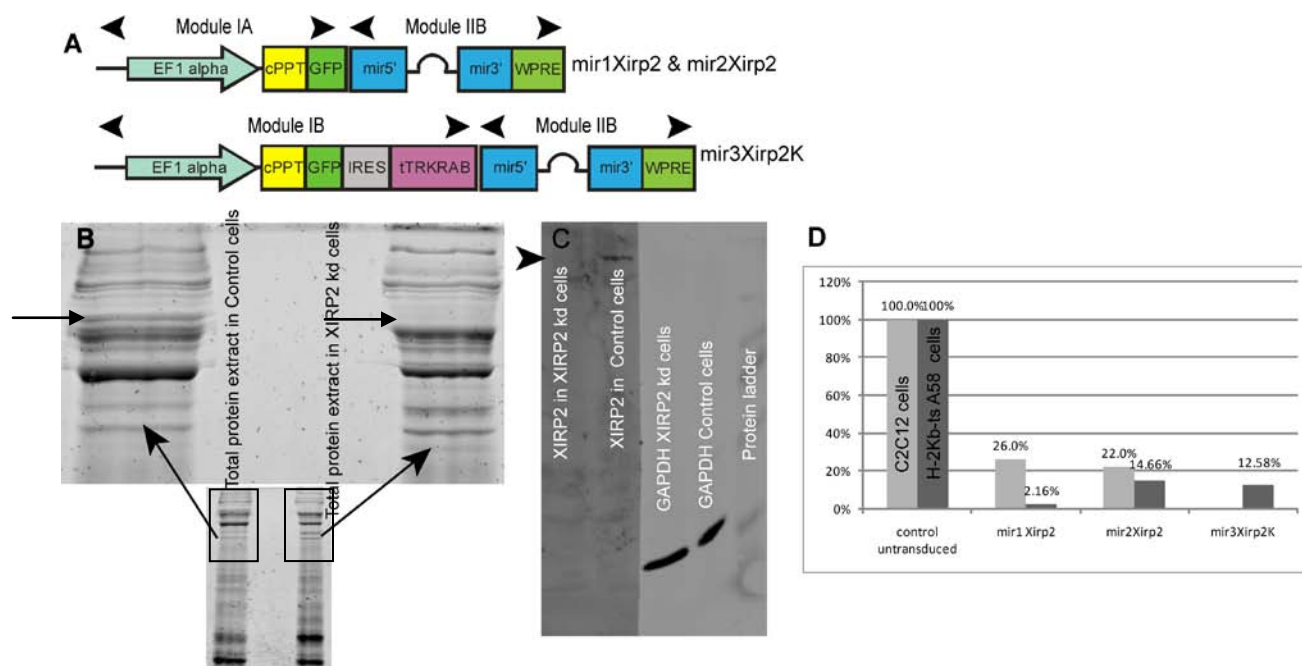 A
Module IA
Module IIB
EF1 alpha
cPPT
GFP
mir5'
mir3'
WPRE
mir1Xirp2 & mir2Xirp2
Module IB
Module IIB
EF1 alpha
cPPT
GFP
IRES
tTRKRAB
mir5'
mir3'
WPRE
mir3Xirp2K
B
Total protein extract in Control cells
Total protein extract in XIRP2 kd cells
C
XIRP2 in XIRP2 kd cells
XIRP2 in Control cells
GAPDH XIRP2 kd cells
GAPDH Control cells
Protein ladder
D
120%
100%
80%
60%
40%
20%
0%
100.0%
100%
C2C12 cells
H-2Kb-ts A58 cells
26.0%
2.16%
22.0%
14.66%
12.58%
control
untransduced
mir1 Xirp2
mir2Xirp2
mir3Xirp2K